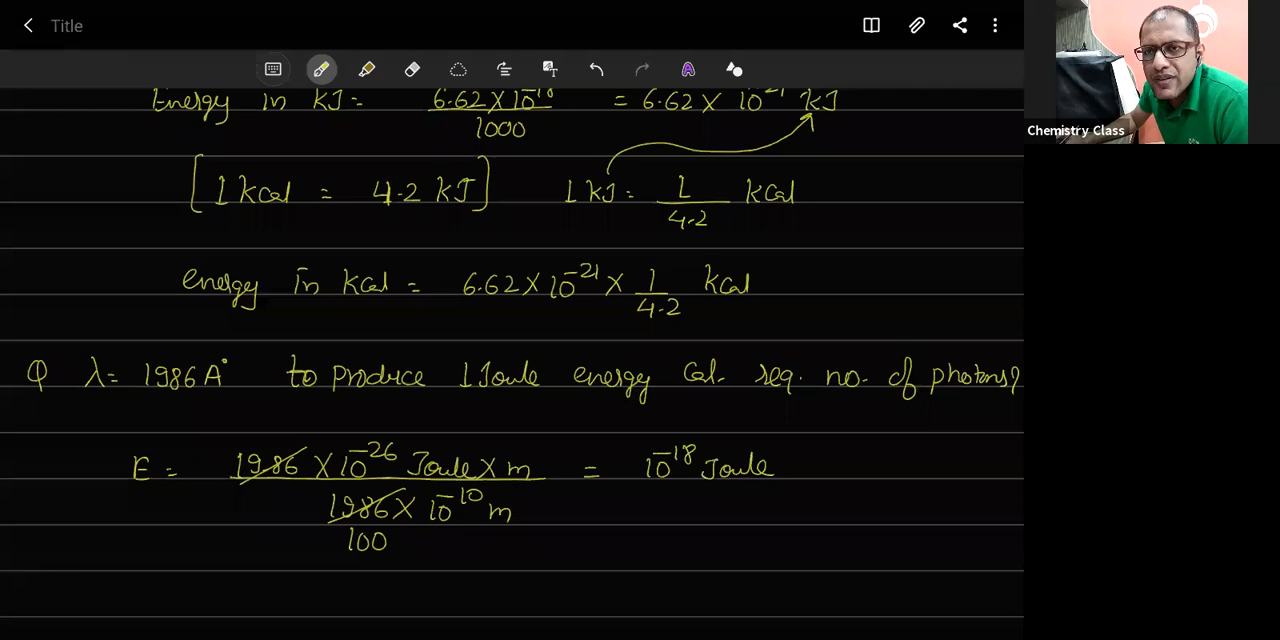 Title
Chemistry Class
Energy in KJ = 6.62 × 10⁻¹⁸ / 1000 = 6.62 × 10⁻²¹ KJ
[1 Kcal = 4.2 KJ] 1 KJ = 1 / 4.2 Kcal
energy in Kcal = 6.62 × 10⁻²¹ × 1 / 4.2 Kcal
Q λ = 1986 A° to produce 1 Joule energy Cal. req. no. of photons?
E = 1986 × 10⁻²⁶ Joule × m / 1986 × 10⁻¹⁰ m = 10⁻¹⁸ Joule
100